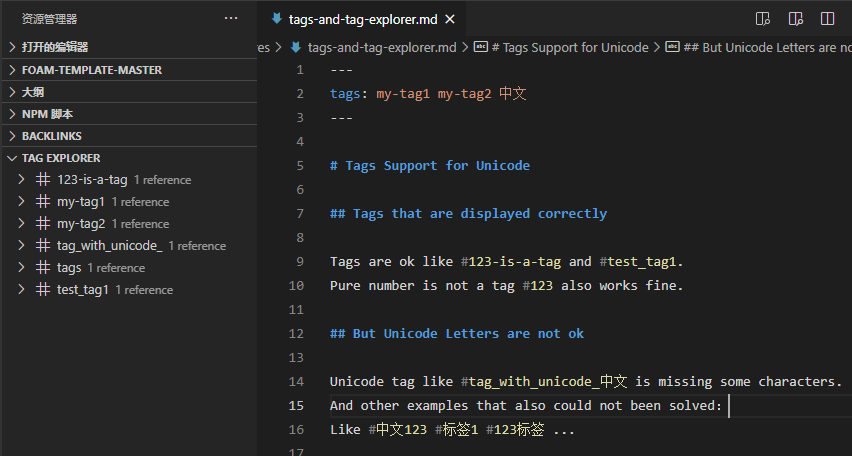 资源管理器 ···
打开的编辑器
FOAM-TEMPLATE-MASTER
大纲
NPM 脚本
BACKLINKS
TAG EXPLORER
# 123-is-a-tag 1 reference
# my-tag1 1 reference
# my-tag2 1 reference
# tag_with_unicode_ 1 reference
# tags 1 reference
# test_tag1 1 reference
tags-and-tag-explorer.md ×
es > tags-and-tag-explorer.md > abc # Tags Support for Unicode > abc ## But Unicode Letters are no
1 ---
2 tags: my-tag1 my-tag2 中文
3 ---
4
5 # Tags Support for Unicode
6
7 ## Tags that are displayed correctly
8
9 Tags are ok like #123-is-a-tag and #test_tag1.
10 Pure number is not a tag #123 also works fine.
11
12 ## But Unicode Letters are not ok
13
14 Unicode tag like #tag_with_unicode_中文 is missing some characters.
15 And other examples that also could not been solved:
16 Like #中文123 #标签1 #123标签 ...
17